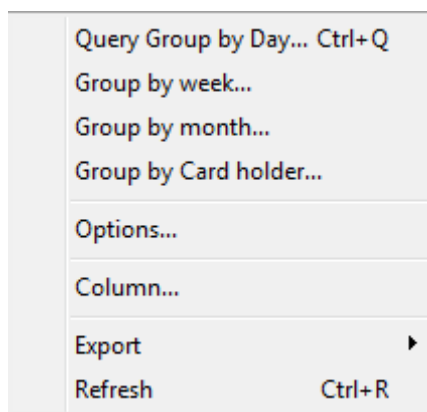 Query Group by Day... Ctrl+Q
Group by week...
Group by month...
Group by Card holder...
Options...
Column...
Export
Refresh Ctrl+R